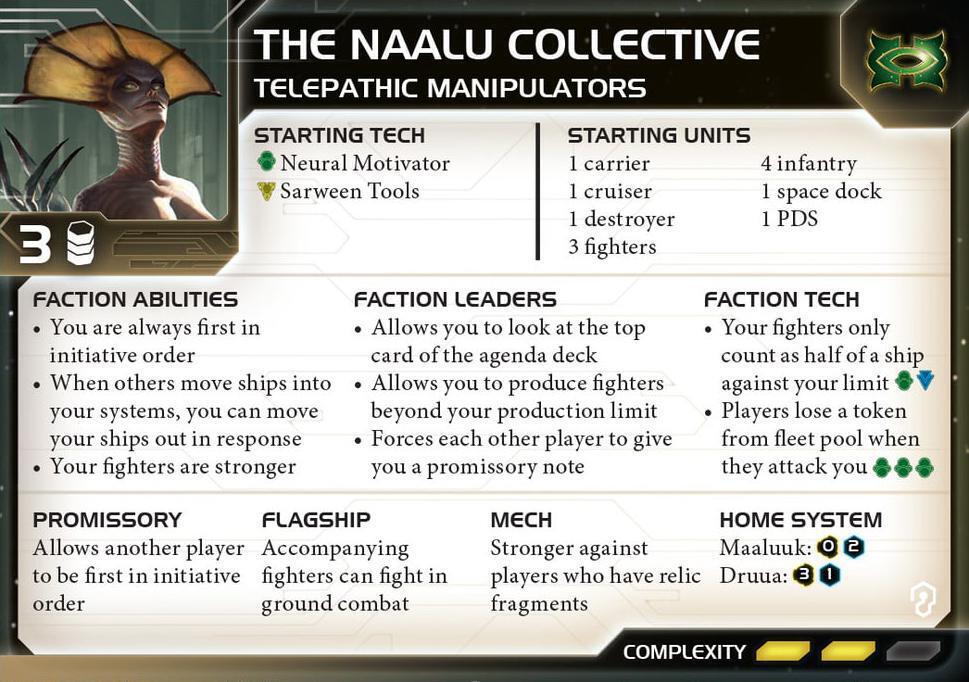 THE NAALU COLLECTIVE
TELEPATHIC MANIPULATORS
3
STARTING TECH
Neural Motivator
Sarween Tools
STARTING UNITS
1 carrier
1 cruiser
1 destroyer
3 fighters
4 infantry
1 space dock
1 PDS
FACTION ABILITIES
• You are always first in
initiative order
• When others move ships into
your systems, you can move
your ships out in response
• Your fighters are stronger
FACTION LEADERS
• Allows you to look at the top
card of the agenda deck
• Allows you to produce fighters
beyond your production limit
• Forces each other player to give
you a promissory note
FACTION TECH
• Your fighters only
count as half of a ship
against your limit
• Players lose a token
from fleet pool when
they attack you
PROMISSORY
Allows another player
to be first in initiative
order
FLAGSHIP
Accompanying
fighters can fight in
ground combat
MECH
Stronger against
players who have relic
fragments
HOME SYSTEM
Maaluuk: 0 2
Druua: 3 1
COMPLEXITY